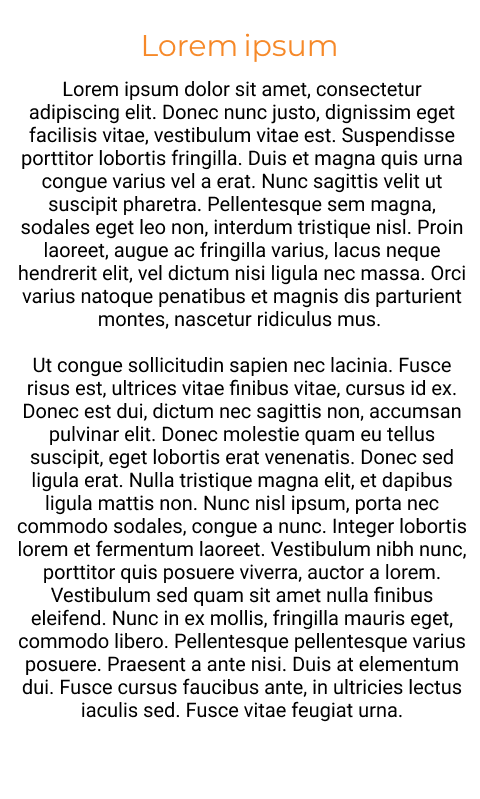 Lorem ipsum
Lorem ipsum dolor sit amet, consectetur
adipiscing elit. Donec nunc justo, dignissim eget
facilisis vitae, vestibulum vitae est. Suspendisse
porttitor lobortis fringilla. Duis et magna quis urna
congue varius vel a erat. Nunc sagittis velit ut
suscipit pharetra. Pellentesque sem magna,
sodales eget leo non, interdum tristique nisl. Proin
laoreet, augue ac fringilla varius, lacus neque
hendrerit elit, vel dictum nisi ligula nec massa. Orci
varius natoque penatibus et magnis dis parturient
montes, nascetur ridiculus mus.
Ut congue sollicitudin sapien nec lacinia. Fusce
risus est, ultrices vitae finibus vitae, cursus id ex.
Donec est dui, dictum nec sagittis non, accumsan
pulvinar elit. Donec molestie quam eu tellus
suscipit, eget lobortis erat venenatis. Donec sed
ligula erat. Nulla tristique magna elit, et dapibus
ligula mattis non. Nunc nisl ipsum, porta nec
commodo sodales, congue a nunc. Integer lobortis
lorem et fermentum laoreet. Vestibulum nibh nunc,
porttitor quis posuere viverra, auctor a lorem.
Vestibulum sed quam sit amet nulla finibus
eleifend. Nunc in ex mollis, fringilla mauris eget,
commodo libero. Pellentesque pellentesque varius
posuere. Praesent a ante nisi. Duis at elementum
dui. Fusce cursus faucibus ante, in ultricies lectus
iaculis sed. Fusce vitae feugiat urna.